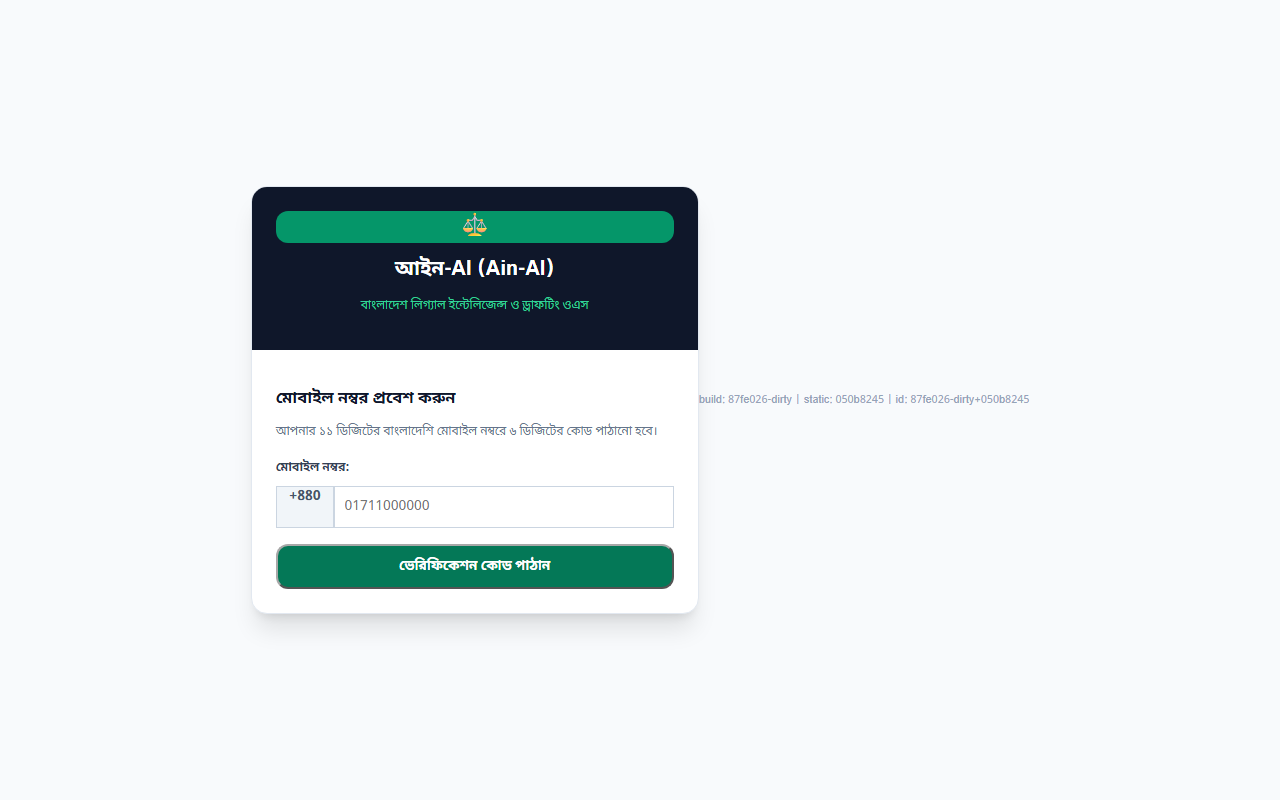 আইন-AI (Ain-AI)
বাংলাদেশ লিগ্যাল ইন্টেলিজেন্স ও ড্রাফটিং ওএস
মোবাইল নম্বর প্রবেশ করুন
আপনার ১১ ডিজিটের বাংলাদেশি মোবাইল নম্বরে ৬ ডিজিটের কোড পাঠানো হবে।
মোবাইল নম্বর:
+880 01711000000
ভেরিফিকেশন কোড পাঠান
build: 87fe026-dirty | static: 050b8245 | id: 87fe026-dirty+050b8245